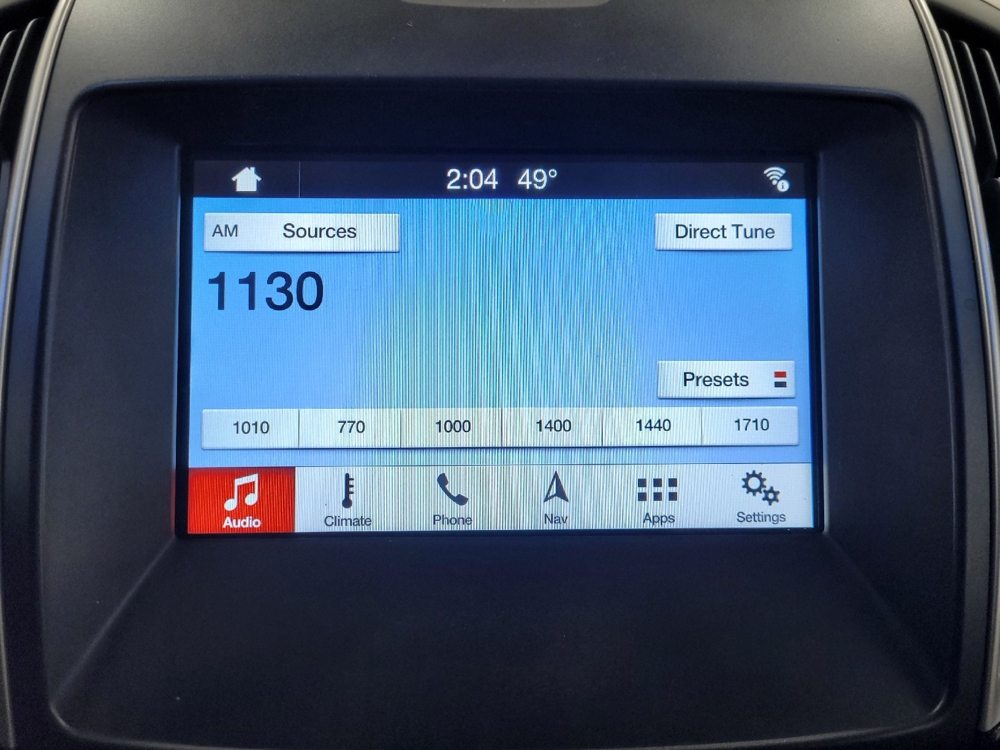 2:04 49°
AM Sources Direct Tune
1130
Presets
1010 770 1000 1400 1440 1710
Audio Climate Phone Nav Apps Settings